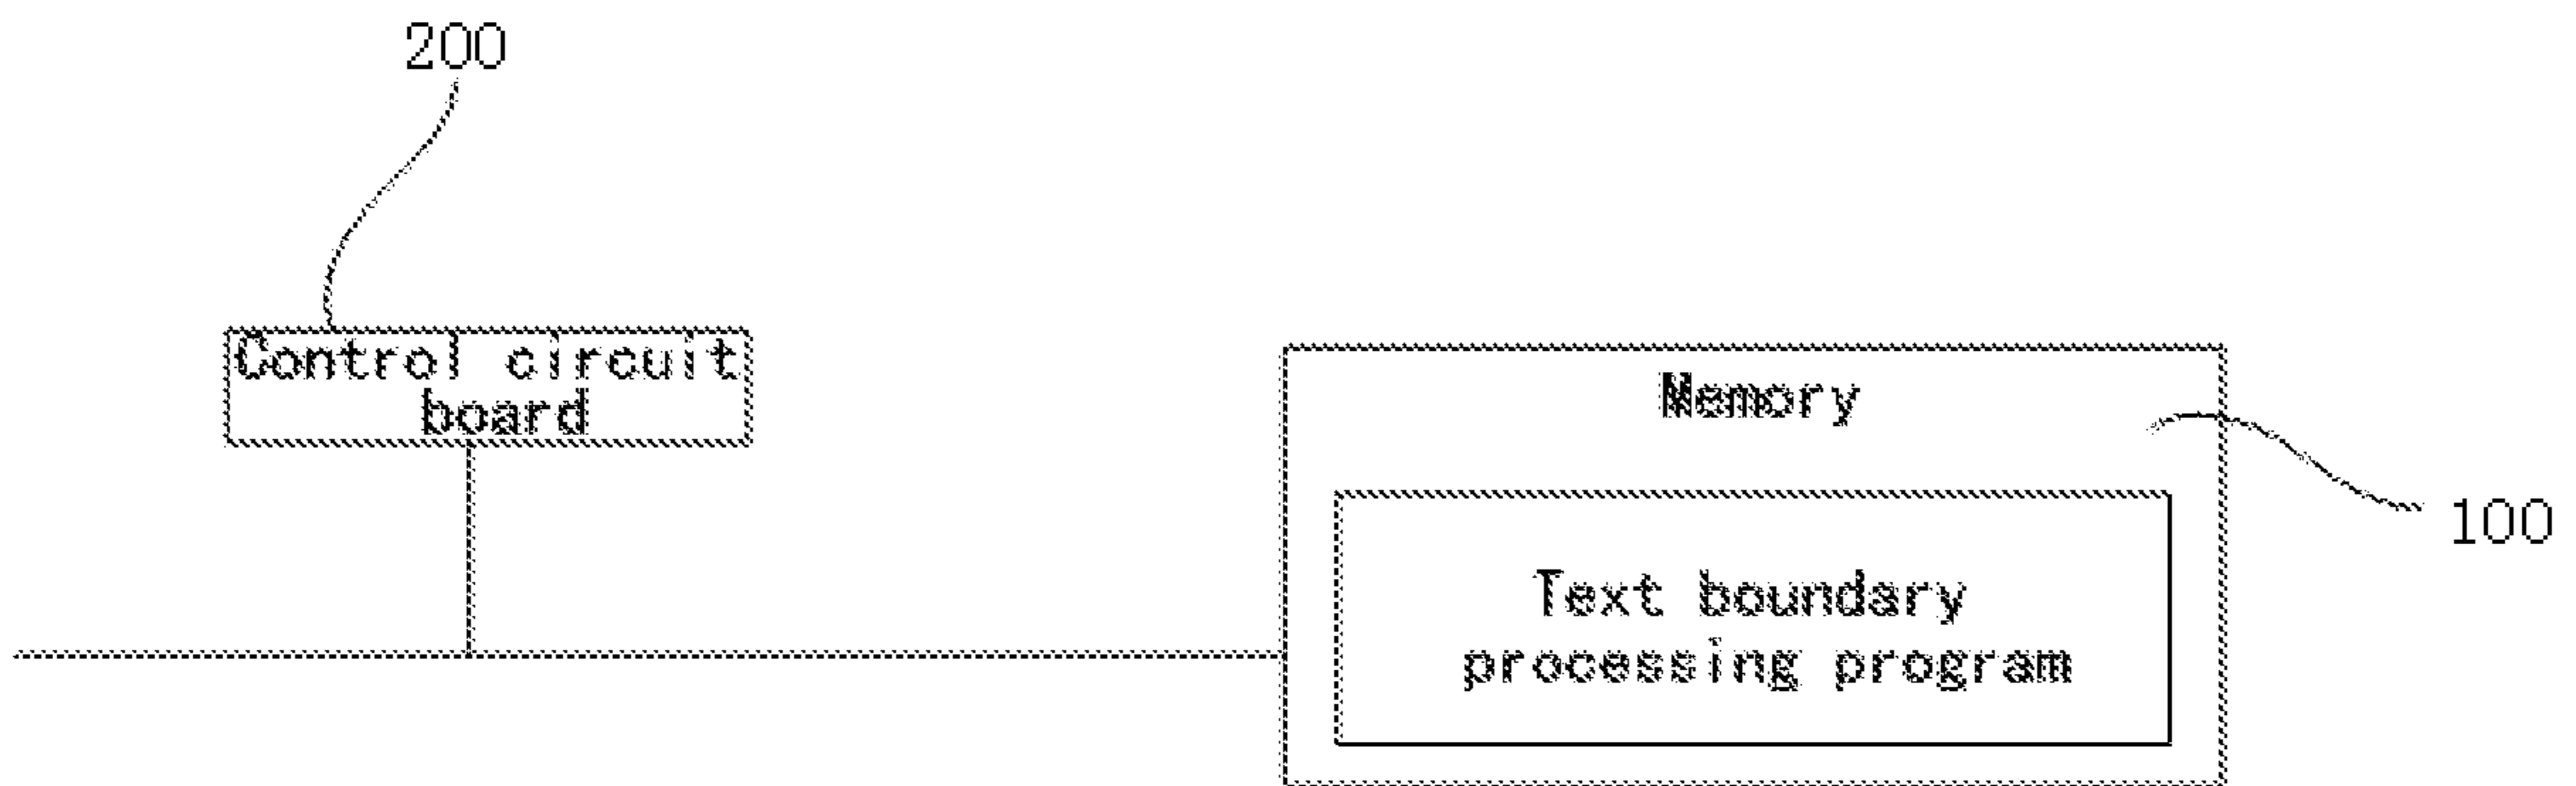 200
Control circuit
board
Memory
100
Text boundary
processing program